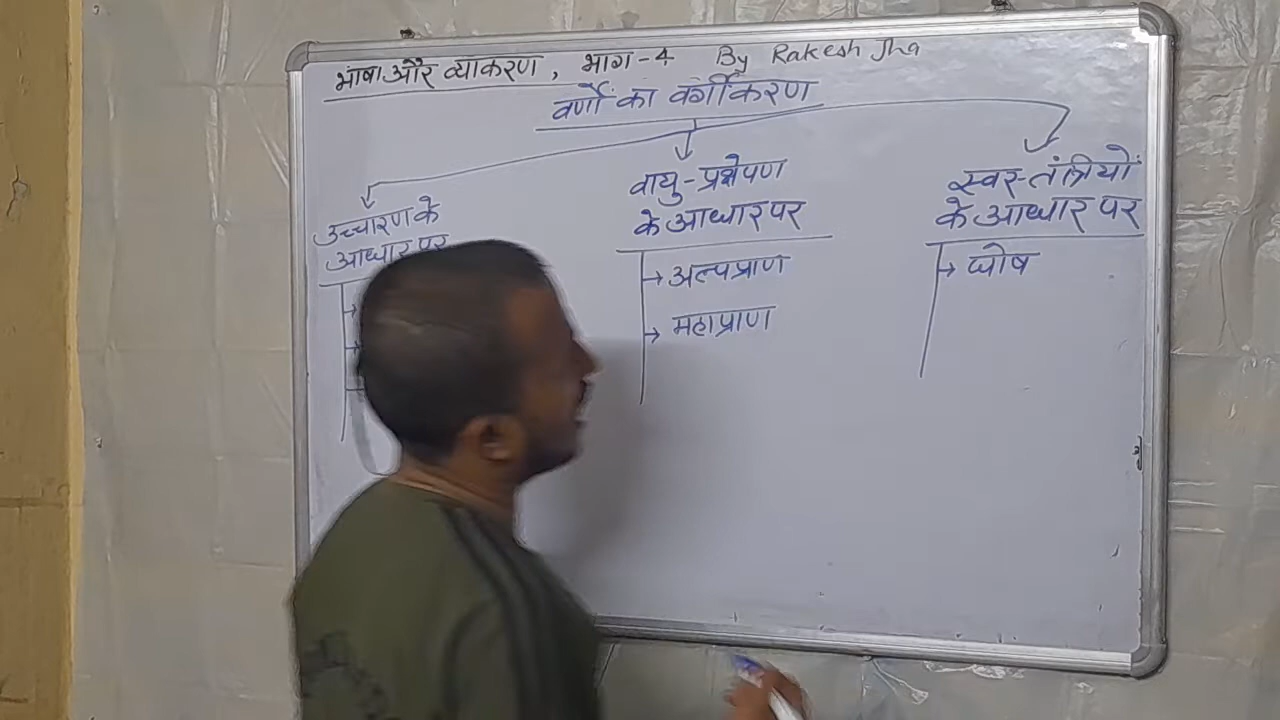 भाषा और व्याकरण, भाग-4 By Rakesh Jha
वर्णों का वर्गीकरण
उच्चारण के
आधार पर
वायु-प्रक्षेपण
के आधार पर
→ अल्पप्राण
→ महाप्राण
स्वर-तंत्रियों
के आधार पर
→ घोष